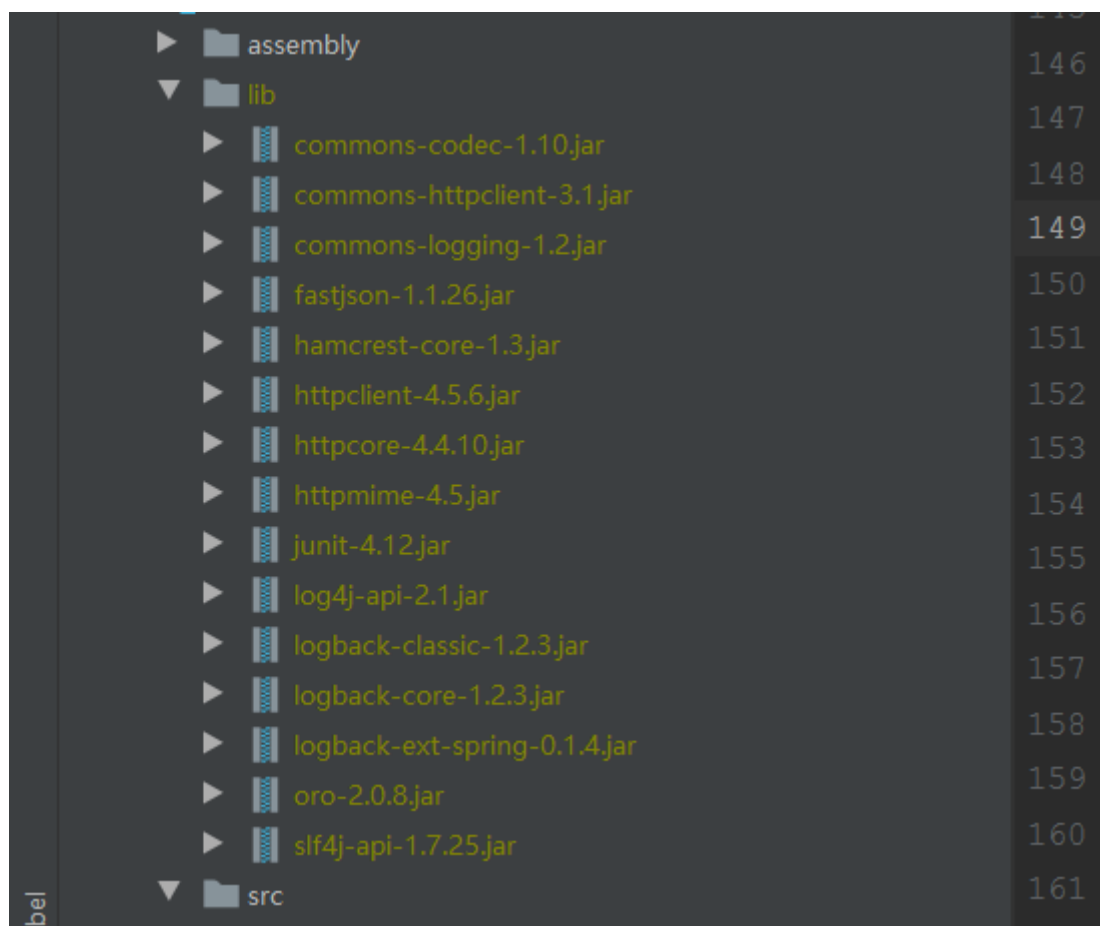 assembly
lib
commons-codec-1.10.jar
commons-httpclient-3.1.jar
commons-logging-1.2.jar
fastjson-1.1.26.jar
hamcrest-core-1.3.jar
httpclient-4.5.6.jar
httpcore-4.4.10.jar
httpmime-4.5.jar
junit-4.12.jar
log4j-api-2.1.jar
logback-classic-1.2.3.jar
logback-core-1.2.3.jar
logback-ext-spring-0.1.4.jar
oro-2.0.8.jar
slf4j-api-1.7.25.jar
src
bel
146
147
148
149
150
151
152
153
154
155
156
157
158
159
160
161